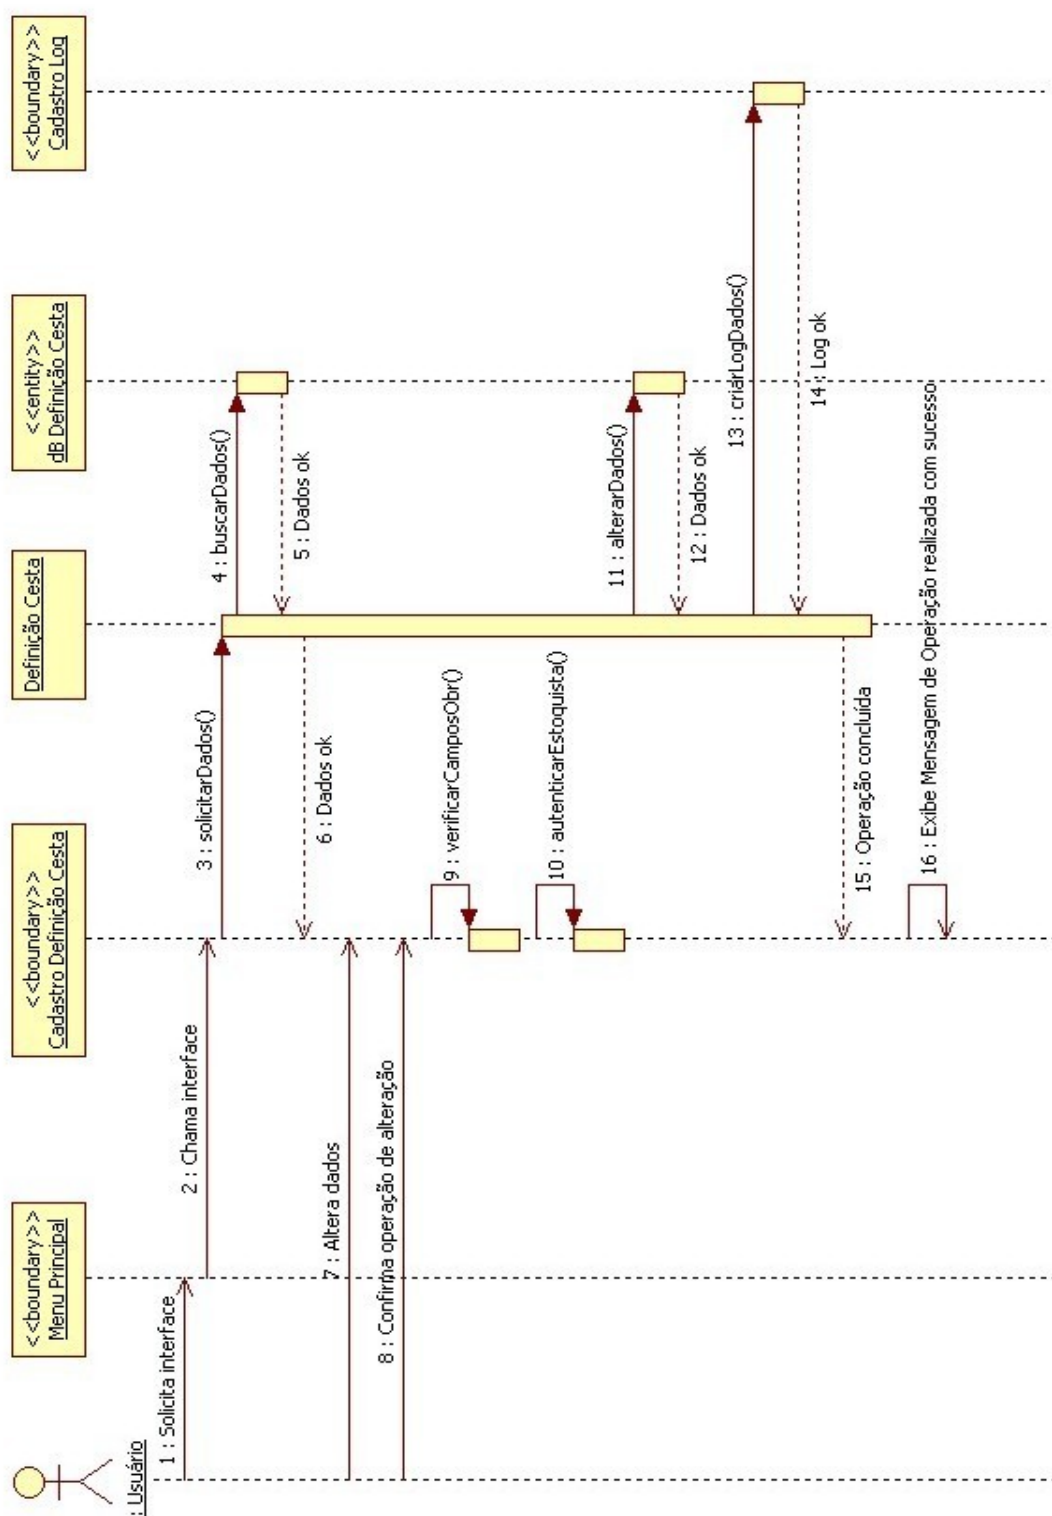 : Usuário
<<boundary>>
Menu Principal
<<boundary>>
Cadastro Definição Cesta
Definição Cesta
<<entity>>
dB Definição Cesta
<<boundary>>
Cadastro Log
1 : Solicita interface
2 : Chama interface
3 : solicitarDados()
4 : buscarDados()
5 : Dados ok
6 : Dados ok
7 : Altera dados
8 : Confirma operação de alteração
9 : verificarCamposObr()
10 : autenticarEstoquista()
11 : alterarDados()
12 : Dados ok
13 : criarLogDados()
14 : Log ok
15 : Operação concluída
16 : Exibe Mensagem de Operação realizada com sucesso